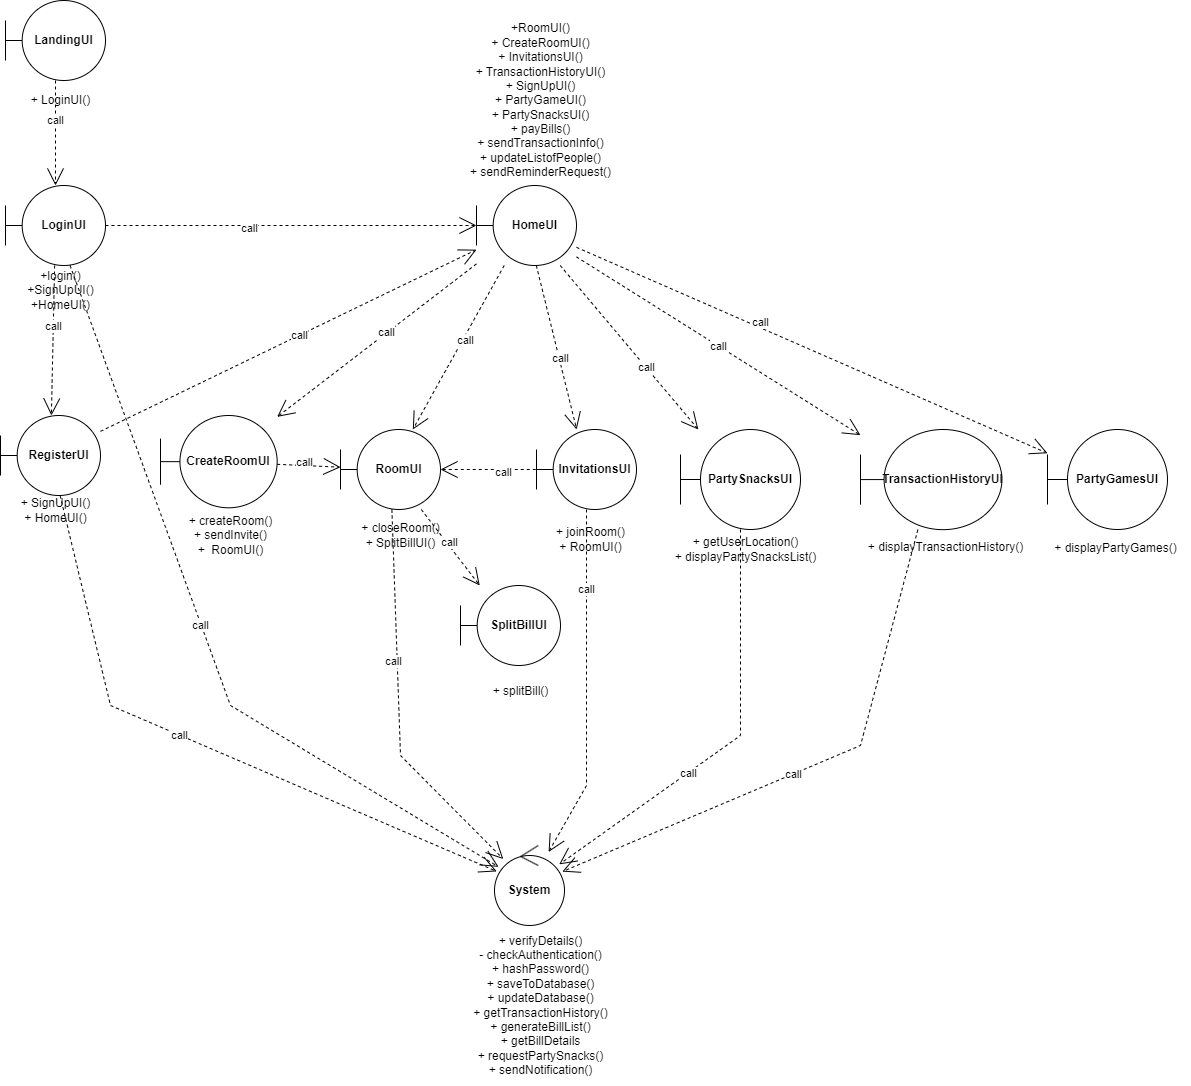 LandingUI
+ LoginUI()
call
+RoomUI()
+ CreateRoomUI()
+ InvitationsUI()
+ TransactionHistoryUI()
+ SignUpUI()
+ PartyGameUI()
+ PartySnacksUI()
+ payBills()
+ sendTransactionInfo()
+ updateListofPeople()
+ sendReminderRequest()
LoginUI
call
HomeUI
+login()
+SignUpUI()
+HomeUI()
call
call
call
call
call
call
call
call
RegisterUI
CreateRoomUI
call
RoomUI
call
InvitationsUI
PartySnacksUI
TransactionHistoryUI
PartyGamesUI
+ SignUpUI()
+ HomeUI()
+ createRoom()
+ sendInvite()
+ RoomUI()
+ closeRoom()
+ SplitBillUI()
call
+ joinRoom()
+ RoomUI()
+ getUserLocation()
+ displayPartySnacksList()
+ displayTransactionHistory()
+ displayPartyGames()
call
SplitBillUI
call
call
+ splitBill()
call
call
call
System
+ verifyDetails()
- checkAuthentication()
+ hashPassword()
+ saveToDatabase()
+ updateDatabase()
+ getTransactionHistory()
+ generateBillList()
+ getBillDetails
+ requestPartySnacks()
+ sendNotification()